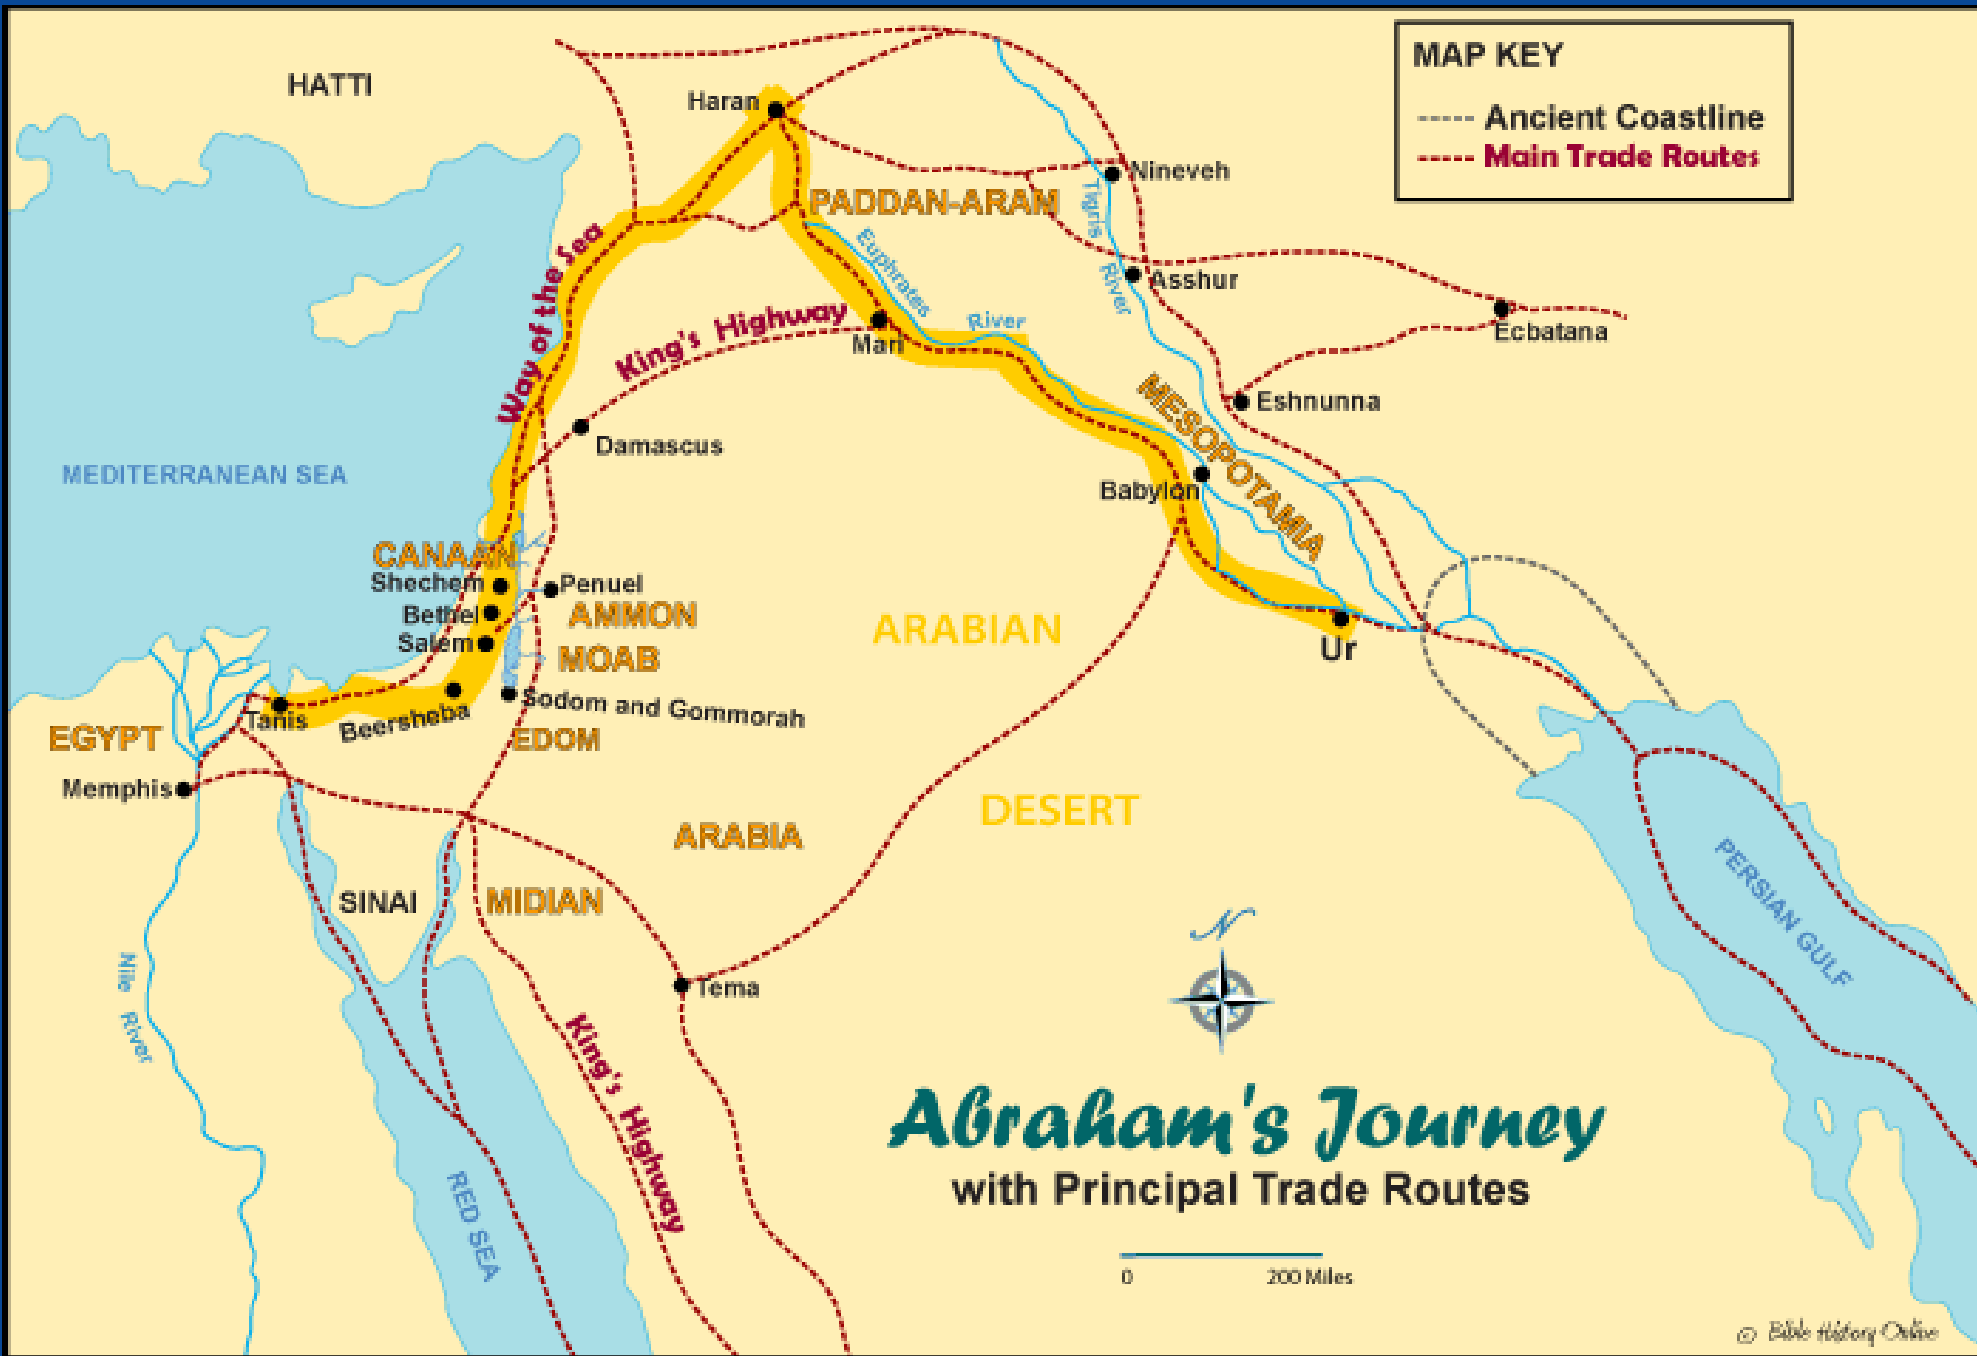 HATTI
Haran
MAP KEY
Ancient Coastline
Main Trade Routes
Nineveh
PADDAN-ARAM
Tigris
River
Euphrates
River
Asshur
Ecbatana
Way of the Sea
King's Highway
Mari
MESOPOTAMIA
Eshnunna
Damascus
MEDITERRANEAN SEA
Babylon
CANAAN
Shechem
Penuel
Bethel
AMMON
Salem
MOAB
ARABIAN
Ur
Sodom and Gommorah
Tanis
Beersheba
EGYPT
EDOM
Memphis
DESERT
ARABIA
SINAI
MIDIAN
PERSIAN GULF
N
Nile River
Tema
King's Highway
RED SEA
Abraham's Journey
with Principal Trade Routes
0 200 Miles
© Bible History Online